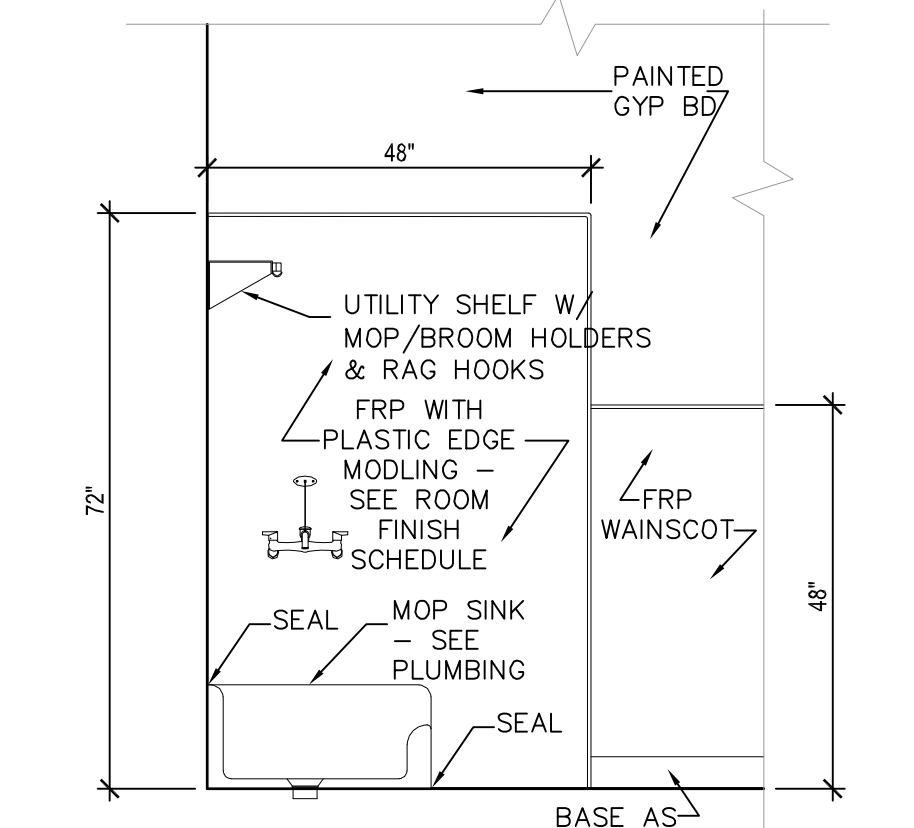 PAINTED
GYP BD
48"
UTILITY SHELF W/
MOP/BROOM HOLDERS
& RAG HOOKS
FRP WITH
PLASTIC EDGE
MODLING –
SEE ROOM
FINISH
SCHEDULE
72"
FRP
WAINSCOT
48"
SEAL
MOP SINK
– SEE
PLUMBING
SEAL
BASE AS